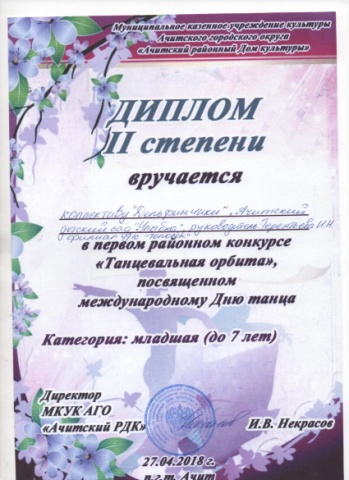 Муниципальное казенное учреждение культуры
Ачитского городского округа
«Ачитский районный Дом культуры»
ДИПЛОМ
II степени
вручается
коллективу "Дельфинчики", Ачитский
детский сад "Улыбка" руководитель И.Н.
филиал
в первом районном конкурсе
«Танцевальная орбита»,
посвященном
международному Дню танца
Категория: младшая (до 7 лет)
Директор
МКУК АГО
«Ачитский РДК»
И.В. Некрасов
27.04.2018 г.
п.г.т. Ачит